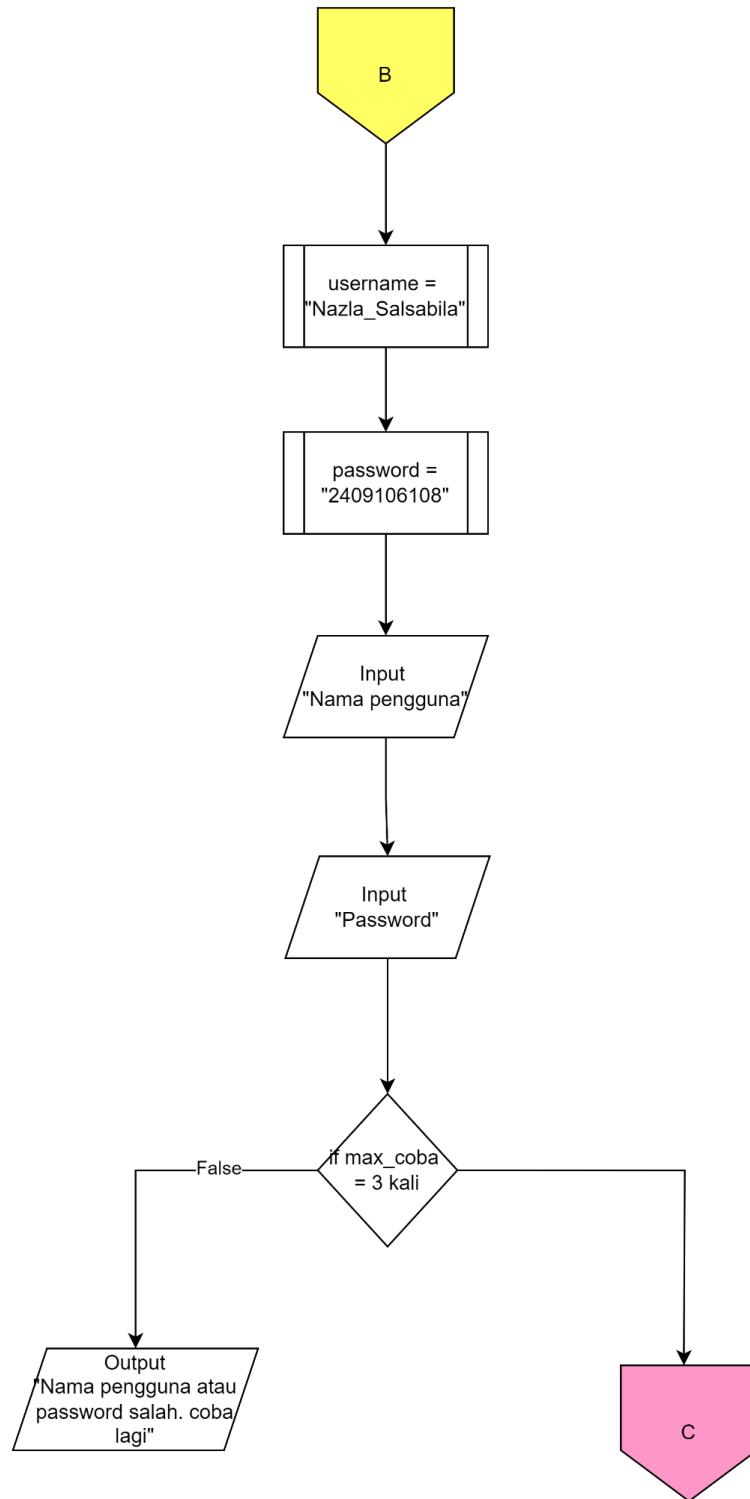 B
username =
"Nazla_Salsabila"
password =
"2409106108"
Input
"Nama pengguna"
Input
"Password"
if max_coba
= 3 kali
False
Output
"Nama pengguna atau
password salah. coba
lagi"
C